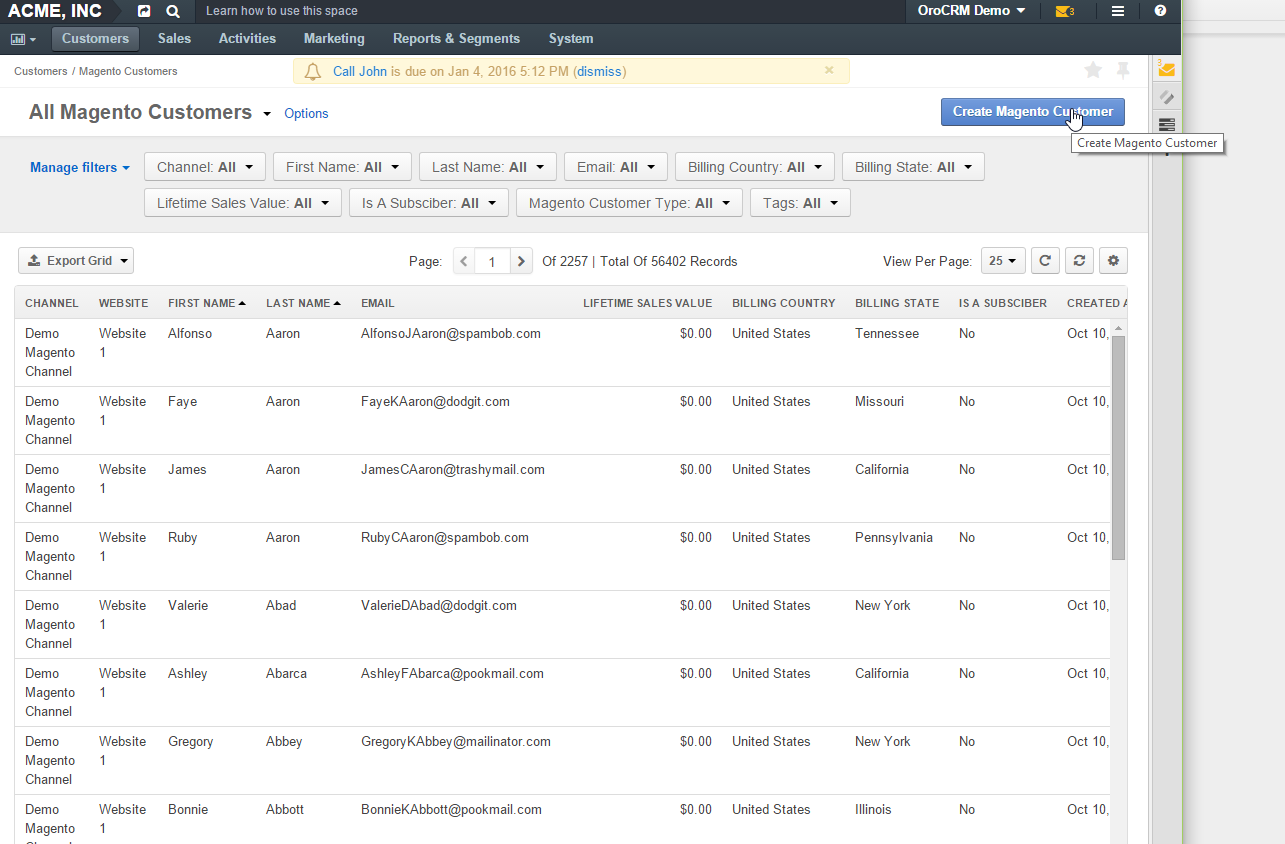 ACME, INC Learn how to use this space OroCRM Demo 3
Customers Sales Activities Marketing Reports & Segments System
Customers / Magento Customers Call John is due on Jan 4, 2016 5:12 PM (dismiss) × 3
All Magento Customers Options Create Magento Customer
Create Magento Customer
Manage filters Channel: All First Name: All Last Name: All Email: All Billing Country: All Billing State: All
Lifetime Sales Value: All Is A Subsciber: All Magento Customer Type: All Tags: All
Export Grid Page: 1 Of 2257 | Total Of 56402 Records View Per Page: 25
CHANNEL WEBSITE FIRST NAME LAST NAME EMAIL LIFETIME SALES VALUE BILLING COUNTRY BILLING STATE IS A SUBSCIBER CREATED A
Demo Website Alfonso Aaron AlfonsoJAaron@spambob.com $0.00 United States Tennessee No Oct 10,
Magento 1
Channel
Demo Website Faye Aaron FayeKAaron@dodgit.com $0.00 United States Missouri No Oct 10,
Magento 1
Channel
Demo Website James Aaron JamesCAaron@trashymail.com $0.00 United States California No Oct 10,
Magento 1
Channel
Demo Website Ruby Aaron RubyCAaron@spambob.com $0.00 United States Pennsylvania No Oct 10,
Magento 1
Channel
Demo Website Valerie Abad ValerieDAbad@dodgit.com $0.00 United States New York No Oct 10,
Magento 1
Channel
Demo Website Ashley Abarca AshleyFAbarca@pookmail.com $0.00 United States California No Oct 10,
Magento 1
Channel
Demo Website Gregory Abbey GregoryKAbbey@mailinator.com $0.00 United States New York No Oct 10,
Magento 1
Channel
Demo Website Bonnie Abbott BonnieKAbbott@pookmail.com $0.00 United States Illinois No Oct 10,
Magento 1